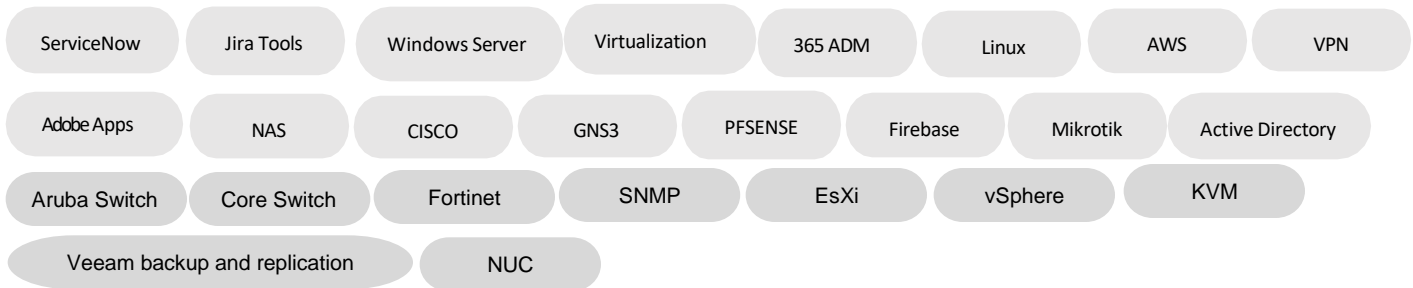 ServiceNow Jira Tools Windows Server Virtualization 365 ADM Linux AWS VPN
Adobe Apps NAS CISCO GNS3 PFSENSE Firebase Mikrotik Active Directory
Aruba Switch Core Switch Fortinet SNMP EsXi vSphere KVM
Veeam backup and replication NUC